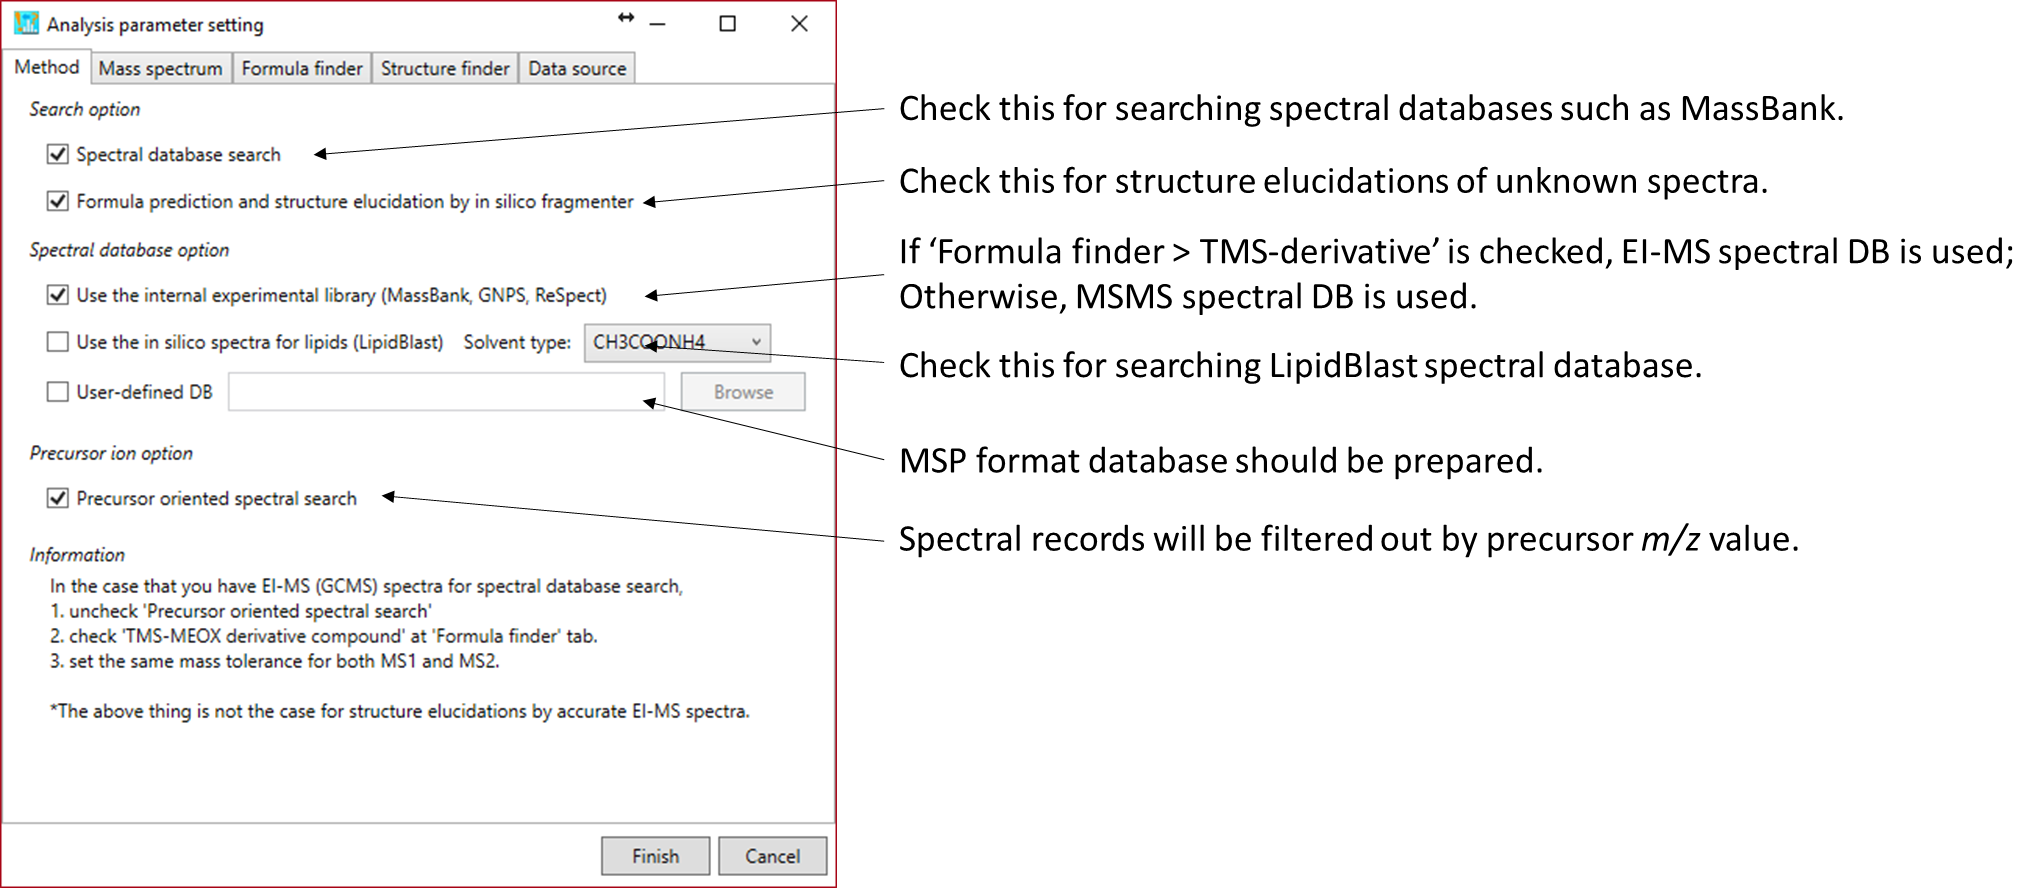 Analysis parameter setting
Method
Mass spectrum
Formula finder
Structure finder
Data source
Search option
Spectral database search
Formula prediction and structure elucidation by in silico fragmenter
Spectral database option
Use the internal experimental library (MassBank, GNPS, ReSpect)
Use the in silico spectra for lipids (LipidBlast) Solvent type: CH3COONH4
User-defined DB Browse
Precursor ion option
Precursor oriented spectral search
Information
In the case that you have EI-MS (GCMS) spectra for spectral database search,
1. uncheck 'Precursor oriented spectral search'
2. check 'TMS-MEOX derivative compound' at 'Formula finder' tab.
3. set the same mass tolerance for both MS1 and MS2.
*The above thing is not the case for structure elucidations by accurate EI-MS spectra.
Finish
Cancel
Check this for searching spectral databases such as MassBank.
Check this for structure elucidations of unknown spectra.
If ‘Formula finder > TMS-derivative’ is checked, EI-MS spectral DB is used;
Otherwise, MSMS spectral DB is used.
Check this for searching LipidBlast spectral database.
MSP format database should be prepared.
Spectral records will be filtered out by precursor m/z value.